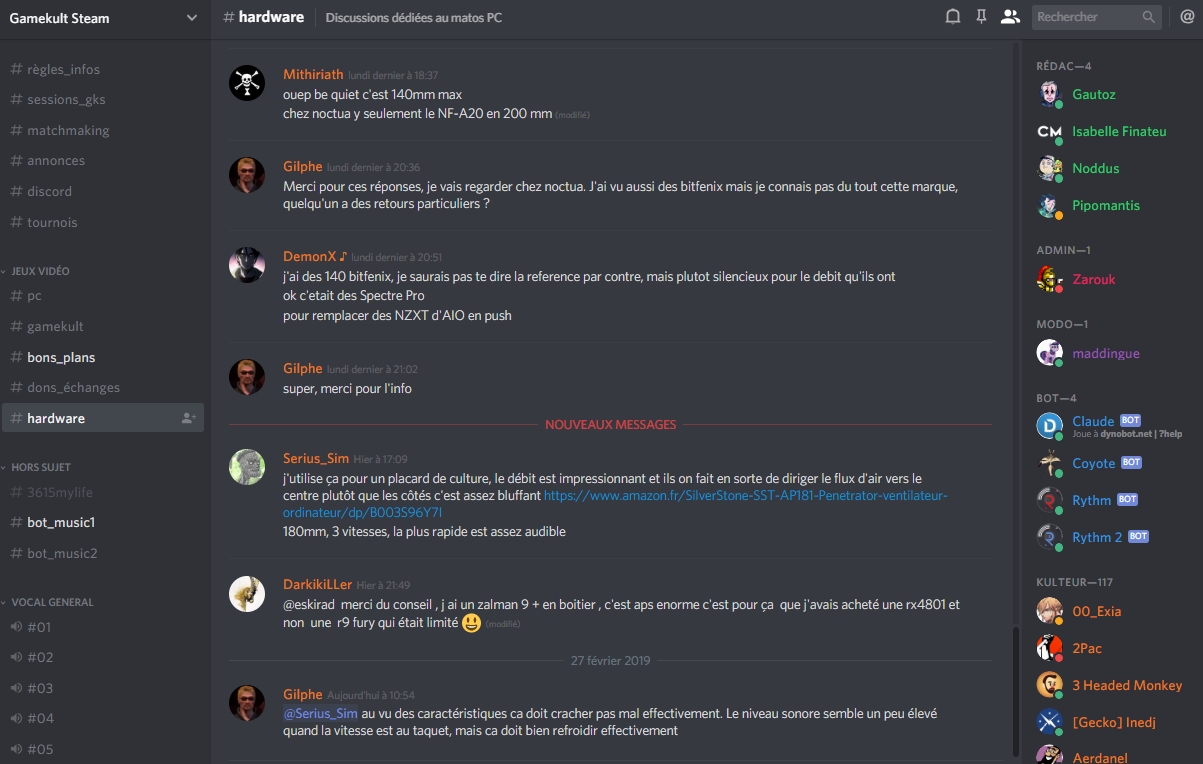 Gamekult Steam
# règles_infos
# sessions_gks
# matchmaking
# annonces
# discord
# tournois
JEUX VIDÉO
# pc
# gamekult
# bons_plans
# dons_échanges
# hardware
HORS SUJET
# 3615mylife
# bot_music1
# bot_music2
VOCAL GENERAL
#01
#02
#03
#04
#05
# hardware
Discussions dédiées au matos PC
Rechercher
@
Mithiriath lundi dernier à 18:37
ouep be quiet c'est 140mm max
chez noctua y seulement le NF-A20 en 200 mm (modifié)
Gilphe lundi dernier à 20:36
Merci pour ces réponses, je vais regarder chez noctua. J'ai vu aussi des bitfenix mais je connais pas du tout cette marque,
quelqu'un a des retours particuliers ?
DemonX ♪ lundi dernier à 20:51
j'ai des 140 bitfenix, je saurais pas te dire la reference par contre, mais plutot silencieux pour le debit qu'ils ont
ok c'etait des Spectre Pro
pour remplacer des NZXT d'AIO en push
Gilphe lundi dernier à 21:02
super, merci pour l'info
NOUVEAUX MESSAGES
Serius_Sim Hier à 17:09
j'utilise ça pour un placard de culture, le débit est impressionnant et ils on fait en sorte de diriger le flux d'air vers le
centre plutôt que les côtés c'est assez bluffant https://www.amazon.fr/SilverStone-SST-AP181-Penetrator-ventilateur-
ordinateur/dp/B003S96Y7I
180mm, 3 vitesses, la plus rapide est assez audible
DarkikiLLer Hier à 21:49
@eskirad merci du conseil , j ai un zalman 9 + en boitier , c'est aps enorme c'est pour ça que j'avais acheté une rx4801 et
non une r9 fury qui était limité 😃 (modifié)
27 février 2019
Gilphe Aujourd'hui à 10:54
@Serius_Sim au vu des caractéristiques ca doit cracher pas mal effectivement. Le niveau sonore semble un peu élevé
quand la vitesse est au taquet, mais ca doit bien refroidir effectivement
RÉDAC—4
Gautoz
CM
Isabelle Finateu
Noddus
Pipomantis
ADMIN—1
Zarouk
MODO—1
maddingue
BOT—4
D
Claude BOT
Joue à dynobot.net | ?help
Coyote BOT
Rythm BOT
Rythm 2 BOT
KULTEUR—117
00_Exia
2Pac
3 Headed Monkey
[Gecko] Inedj
Aerdanel